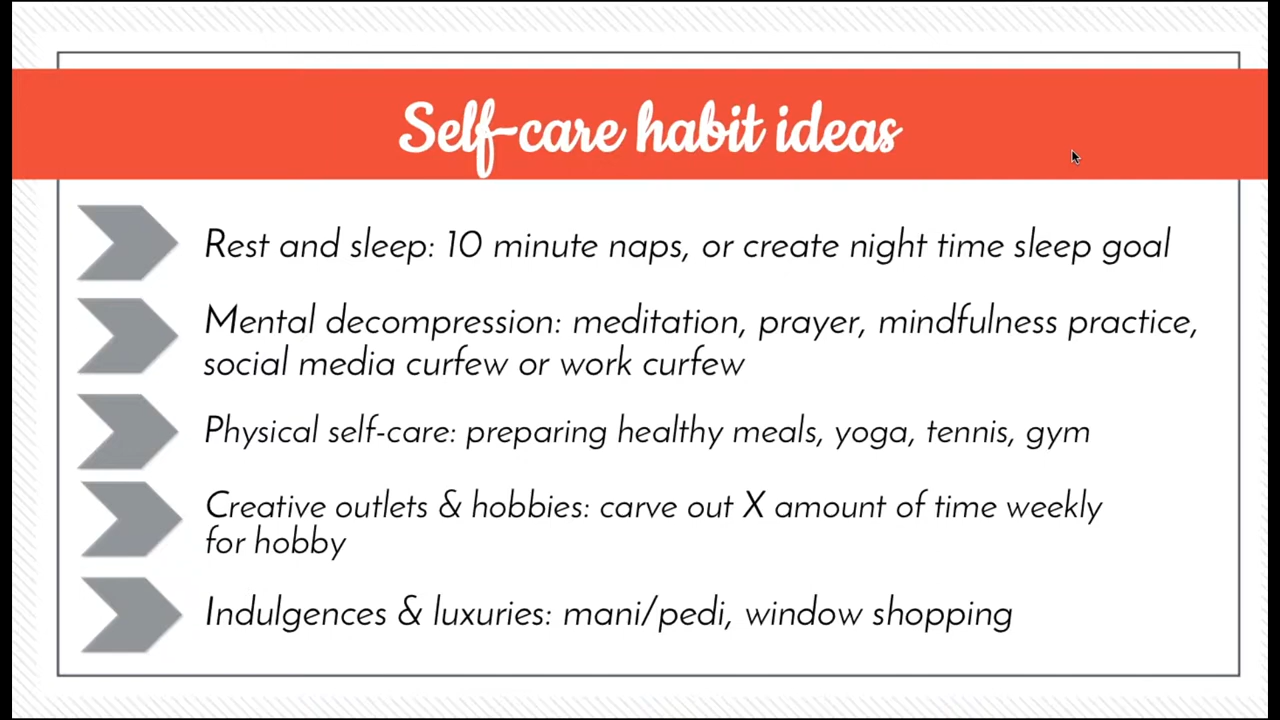 Self-care habit ideas
Rest and sleep: 10 minute naps, or create night time sleep goal
Mental decompression: meditation, prayer, mindfulness practice,
social media curfew or work curfew
Physical self-care: preparing healthy meals, yoga, tennis, gym
Creative outlets & hobbies: carve out X amount of time weekly
for hobby
Indulgences & luxuries: mani/pedi, window shopping